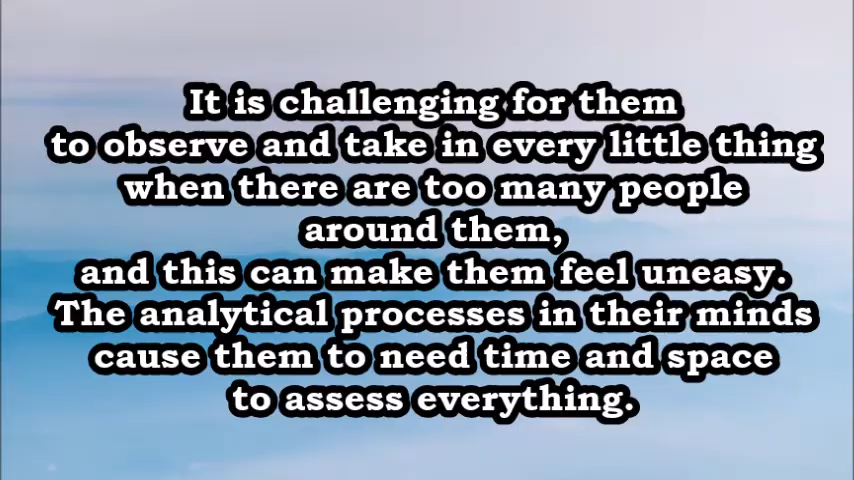 It is challenging for them
to observe and take in every little thing
when there are too many people
around them,
and this can make them feel uneasy.
The analytical processes in their minds
cause them to need time and space
to assess everything.